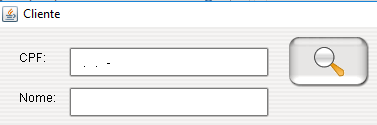 Cliente
CPF: . . -
Nome: